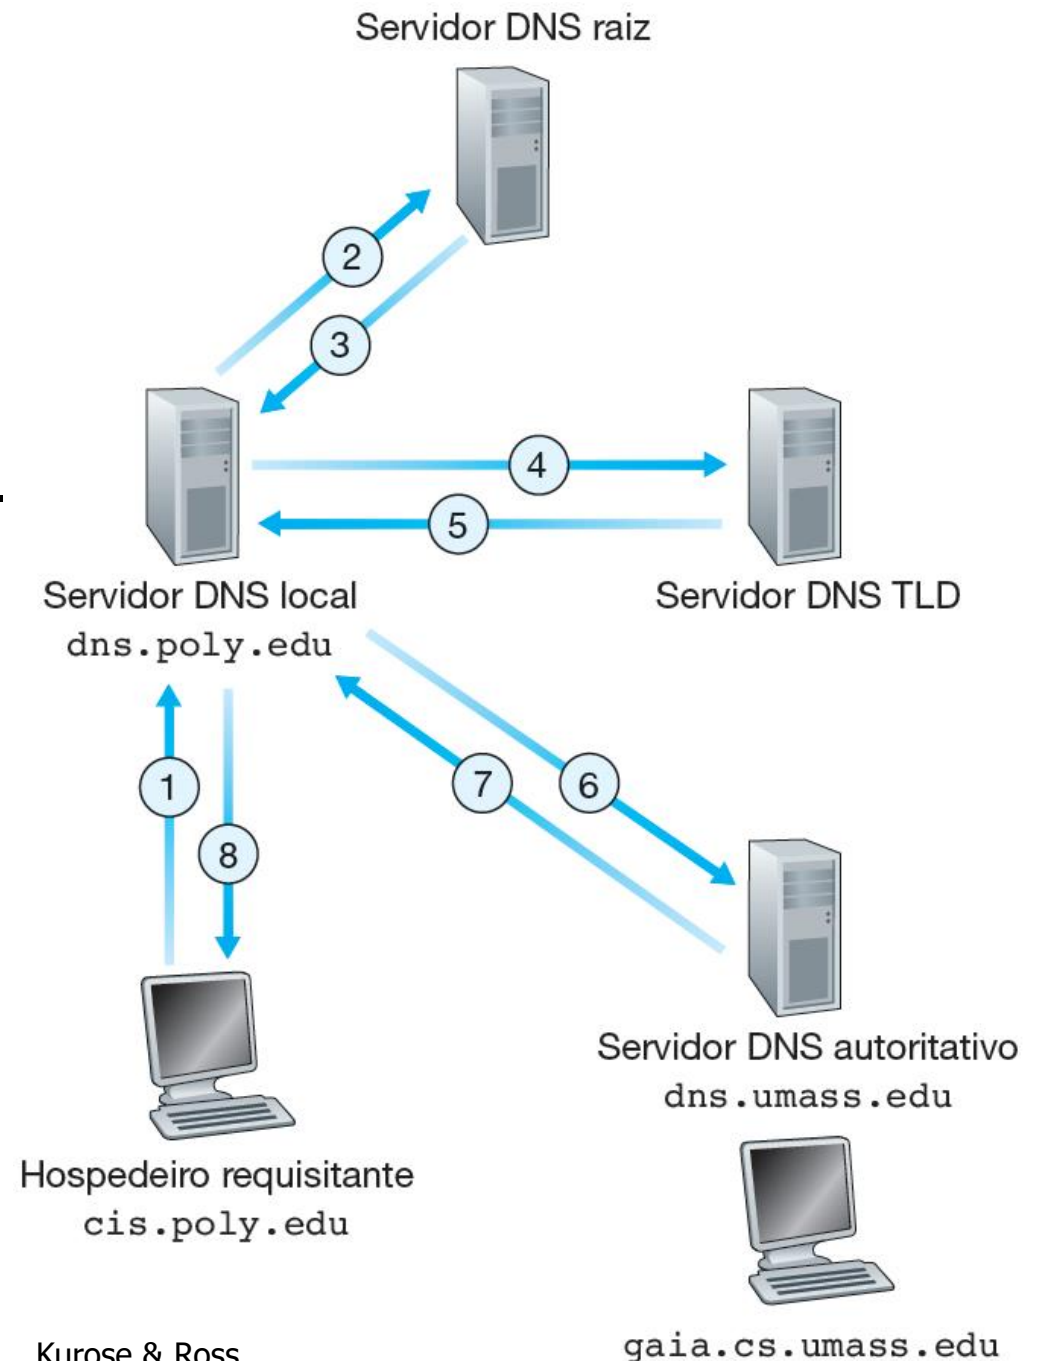 Servidor DNS raiz
2
3
4
5
Servidor DNS local
dns.poly.edu
Servidor DNS TLD
1
8
7
6
Servidor DNS autoritativo
dns.umass.edu
Hospedeiro requisitante
cis.poly.edu
Kurose & Ross
gaia.cs.umass.edu